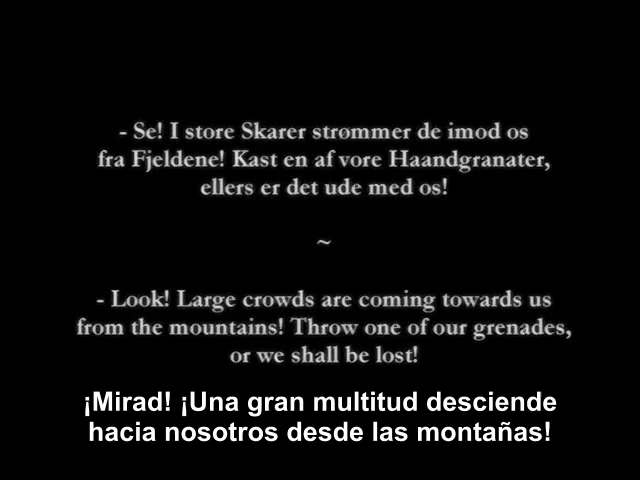 - Se! I store Skarer strømmer de imod os
fra Fjeldene! Kast en af vore Haandgranater,
ellers er det ude med os!
~
- Look! Large crowds are coming towards us
from the mountains! Throw one of our grenades,
or we shall be lost!
¡Mirad! ¡Una gran multitud desciende
hacia nosotros desde las montañas!